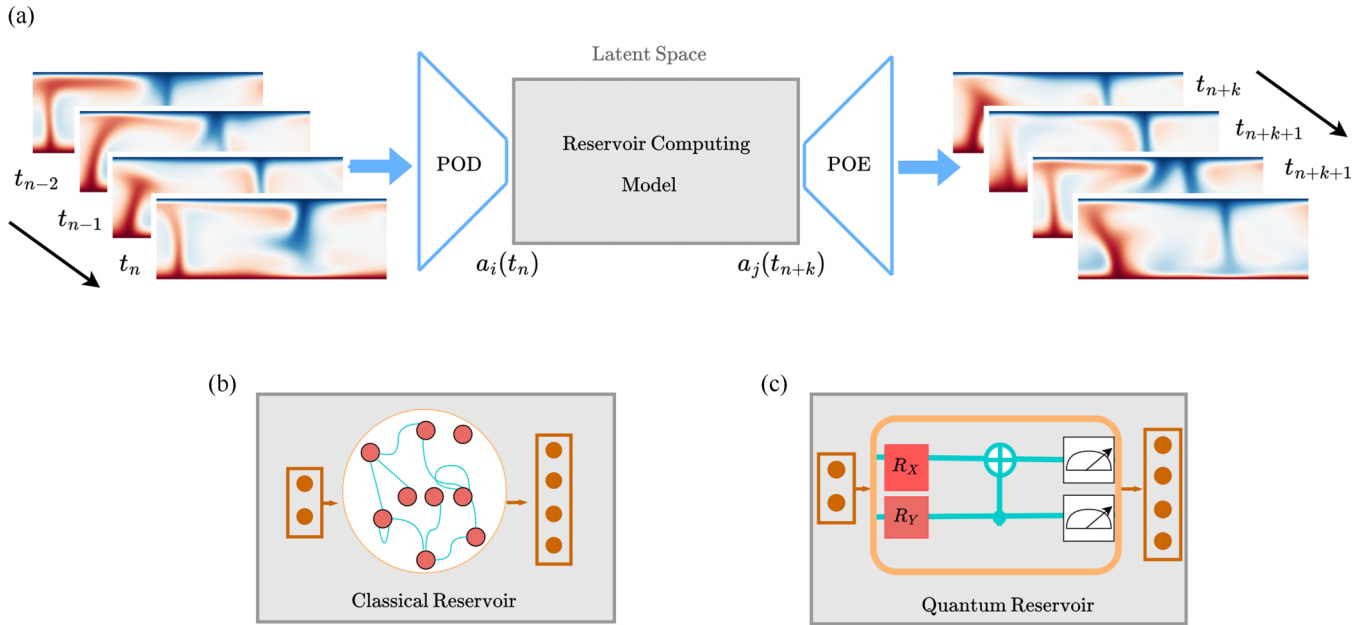 (a)
Latent Space
t_{n-2}
t_{n-1}
t_n
POD
Reservoir Computing
Model
POE
a_i(t_n)
a_j(t_{n+k})
t_{n+k}
t_{n+k+1}
t_{n+k+1}
(b)
Classical Reservoir
(c)
R_X
R_Y
Quantum Reservoir